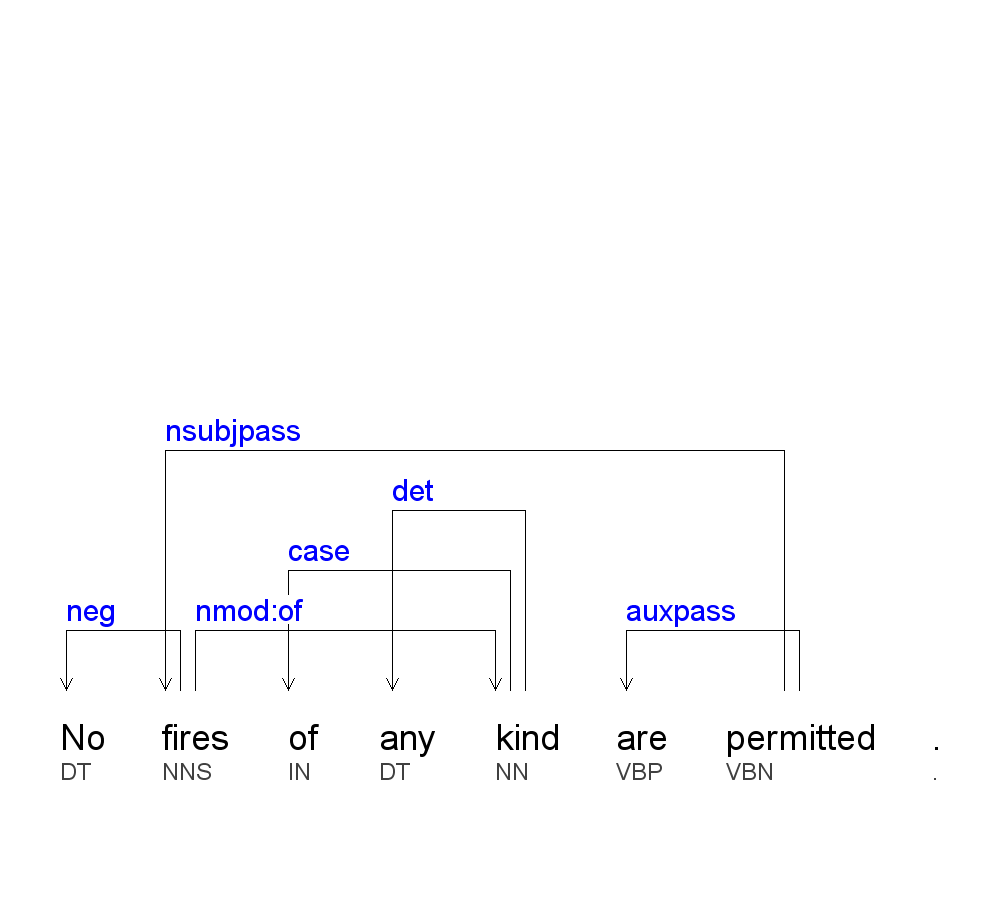 nsubjpass
det
case
neg nmod:of auxpass
No fires of any kind are permitted .
DT NNS IN DT NN VBP VBN .